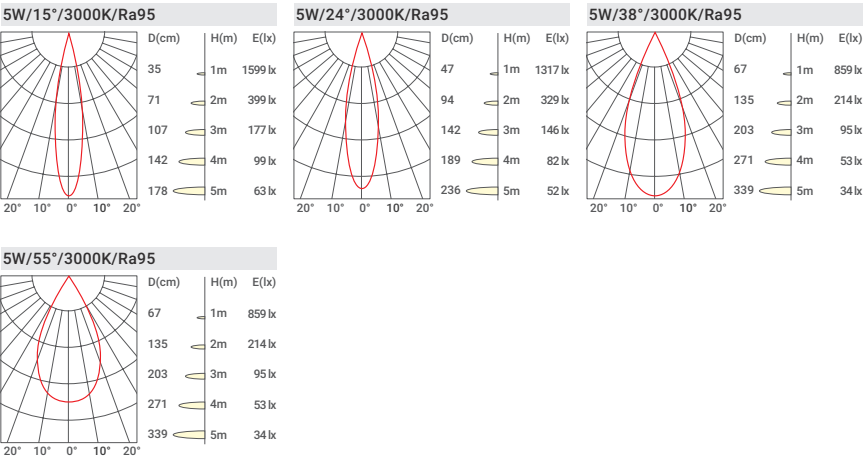 5W/15°/3000K/Ra95
D(cm) H(m) E(lx)
35 1m 1599 lx
71 2m 399 lx
107 3m 177 lx
142 4m 99 lx
178 5m 63 lx
20° 10° 0° 10° 20°
5W/24°/3000K/Ra95
D(cm) H(m) E(lx)
47 1m 1317 lx
94 2m 329 lx
142 3m 146 lx
189 4m 82 lx
236 5m 52 lx
20° 10° 0° 10° 20°
5W/38°/3000K/Ra95
D(cm) H(m) E(lx)
67 1m 859 lx
135 2m 214 lx
203 3m 95 lx
271 4m 53 lx
339 5m 34 lx
20° 10° 0° 10° 20°
5W/55°/3000K/Ra95
D(cm) H(m) E(lx)
67 1m 859 lx
135 2m 214 lx
203 3m 95 lx
271 4m 53 lx
339 5m 34 lx
20° 10° 0° 10° 20°